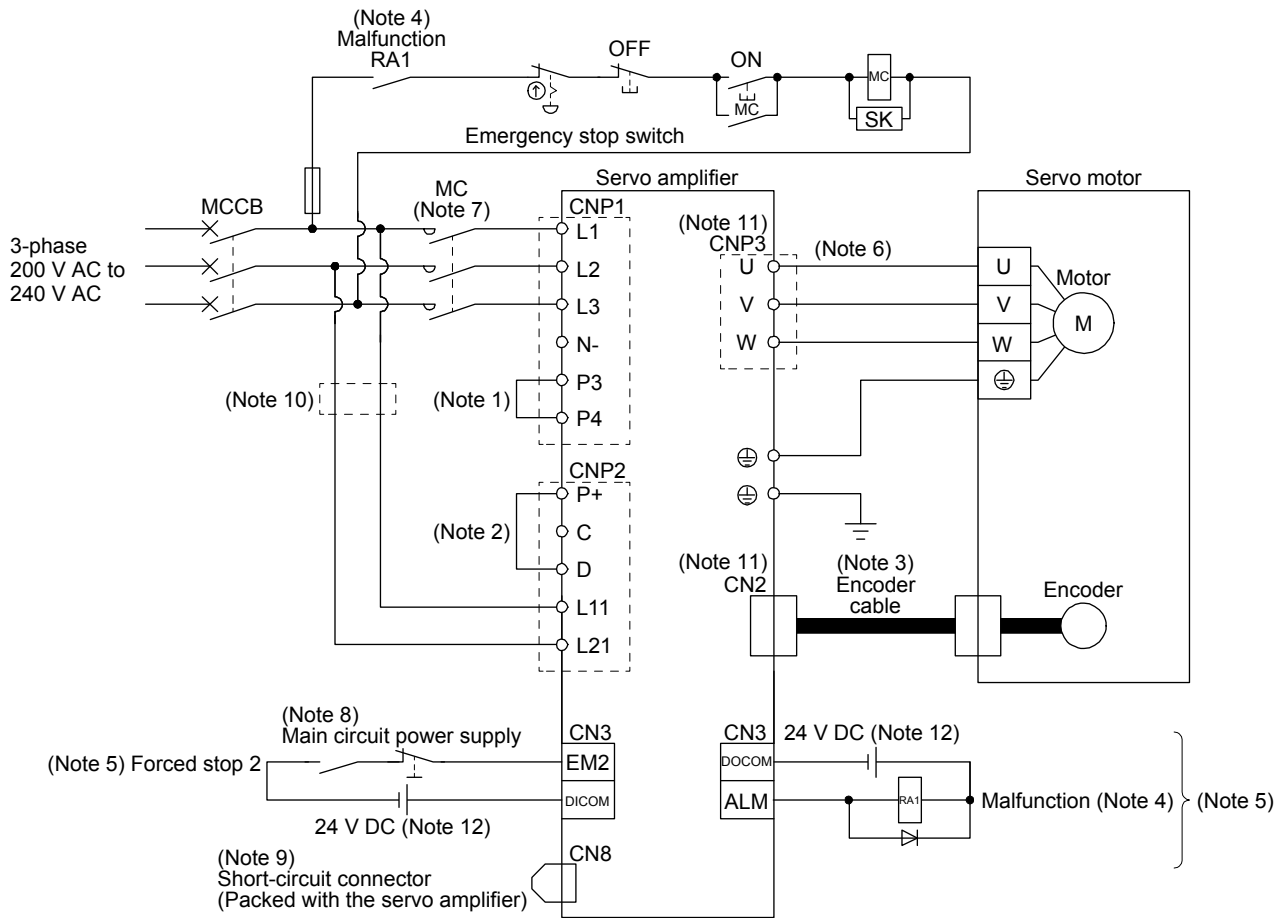 (Note 4)
Malfunction
RA1
OFF
ON
MC
MC
SK
Emergency stop switch
Servo amplifier
Servo motor
MCCB
MC
(Note 7)
CNP1
(Note 11)
CNP3
(Note 6)
3-phase
200 V AC to
240 V AC
L1
L2
L3
N-
P3
P4
U
V
W
U
V
W
Motor
M
(Note 10)
(Note 1)
CNP2
P+
C
D
L11
L21
(Note 2)
(Note 11)
CN2
(Note 3)
Encoder
cable
Encoder
(Note 8)
Main circuit power supply
(Note 5) Forced stop 2
24 V DC (Note 12)
CN3
EM2
DICOM
CN3
DOCOM
ALM
24 V DC (Note 12)
RA1
Malfunction (Note 4)
(Note 5)
(Note 9)
Short-circuit connector
(Packed with the servo amplifier)
CN8